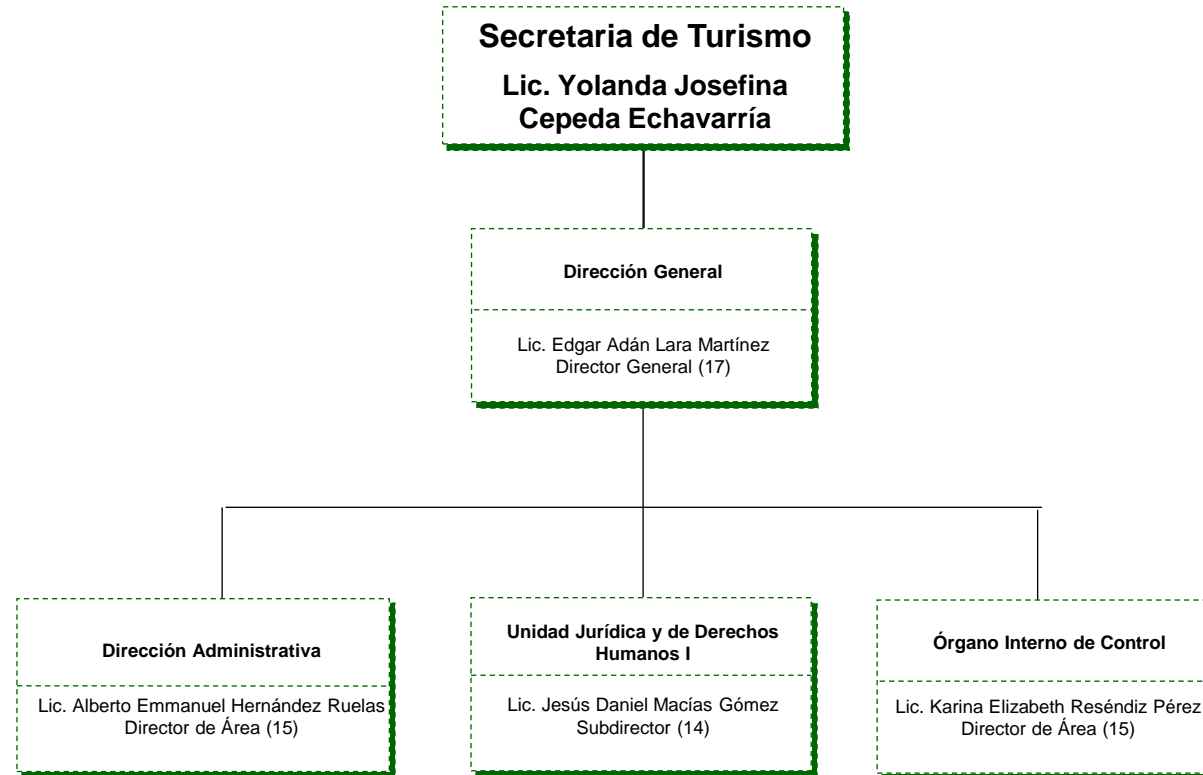 Secretaria de Turismo
Lic. Yolanda Josefina
Cepeda Echavarría
Dirección General
Lic. Edgar Adán Lara Martínez
Director General (17)
Dirección Administrativa
Lic. Alberto Emmanuel Hernández Ruelas
Director de Área (15)
Unidad Jurídica y de Derechos
Humanos I
Lic. Jesús Daniel Macías Gómez
Subdirector (14)
Órgano Interno de Control
Lic. Karina Elizabeth Reséndiz Pérez
Director de Área (15)